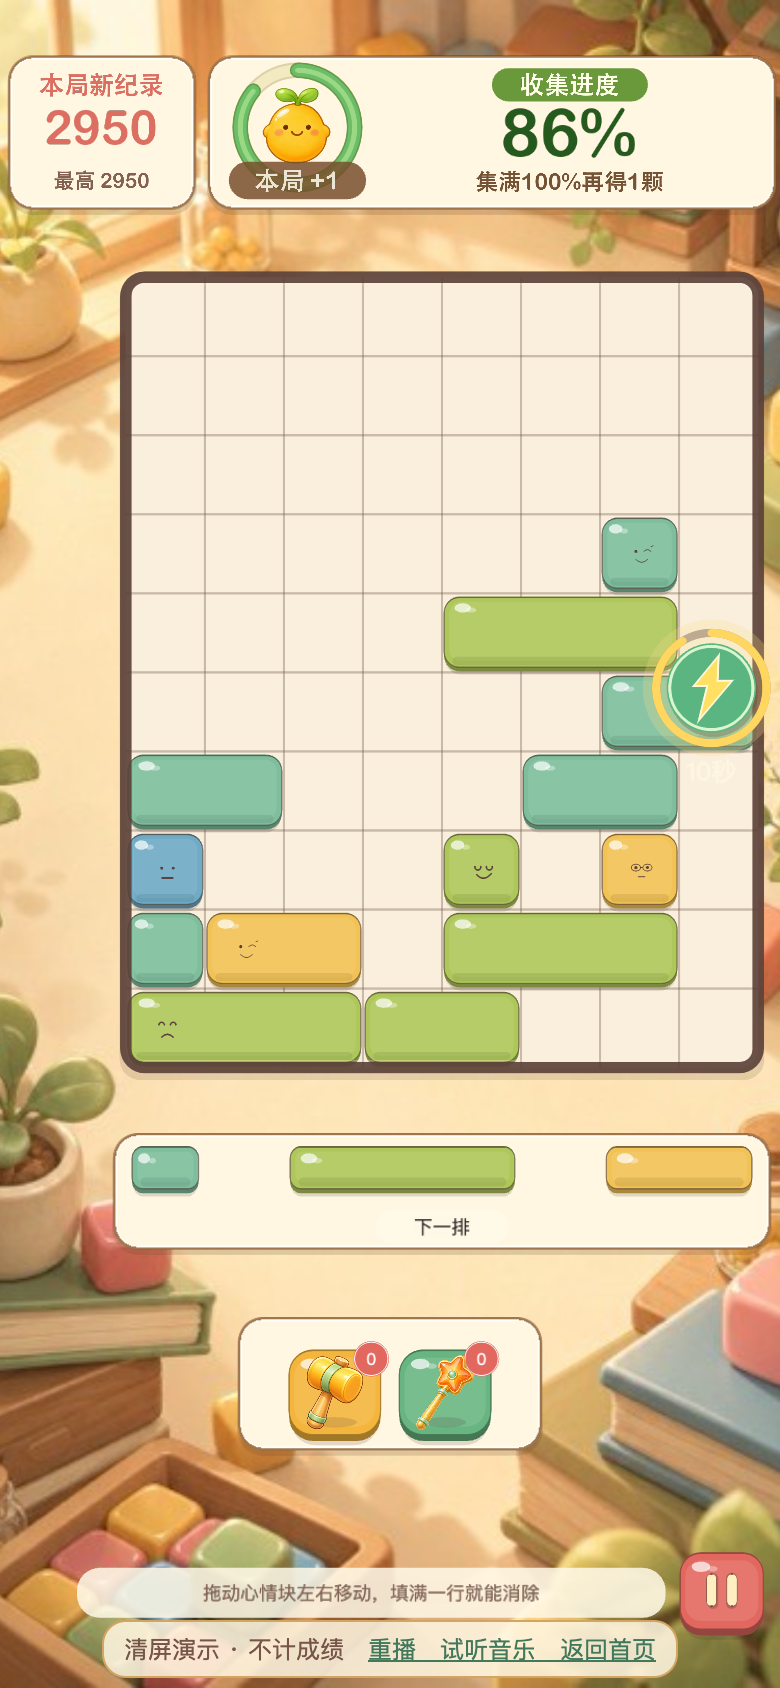 本局新纪录
2950
最高 2950
本局 +1
收集进度
86%
集满100%再得1颗
10秒
下一排
0
0
拖动心情块左右移动，填满一行就能消除
清屏演示 · 不计成绩 重播 试听音乐 返回首页